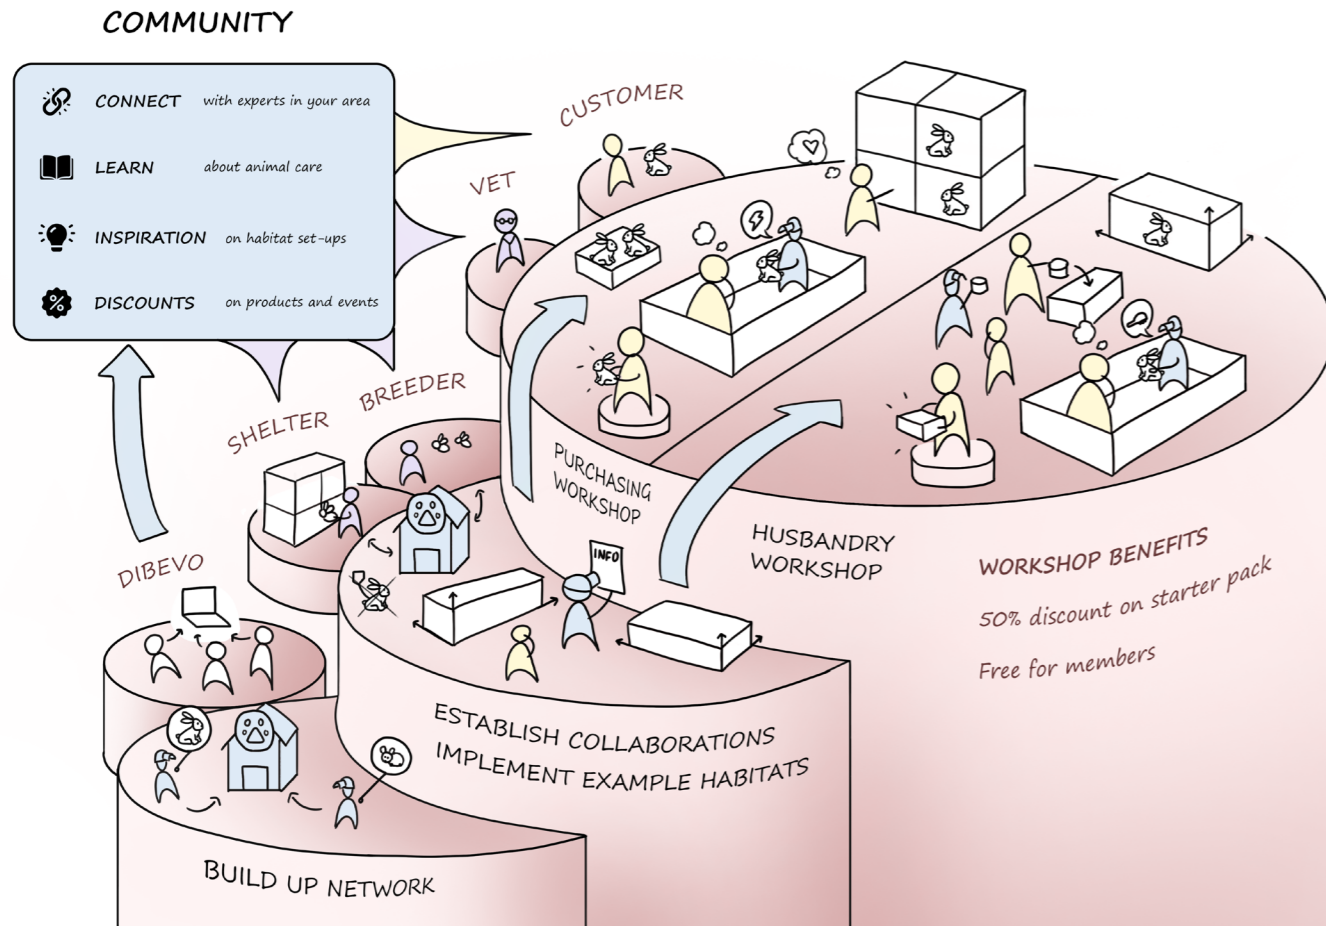 COMMUNITY
CONNECT with experts in your area
LEARN about animal care
INSPIRATION on habitat set-ups
DISCOUNTS on products and events
CUSTOMER
VET
BREEDER
SHELTER
DIBEVO
PURCHASING
WORKSHOP
HUSBANDRY
WORKSHOP
WORKSHOP BENEFITS
50% discount on starter pack
Free for members
INFO
ESTABLISH COLLABORATIONS
IMPLEMENT EXAMPLE HABITATS
BUILD UP NETWORK